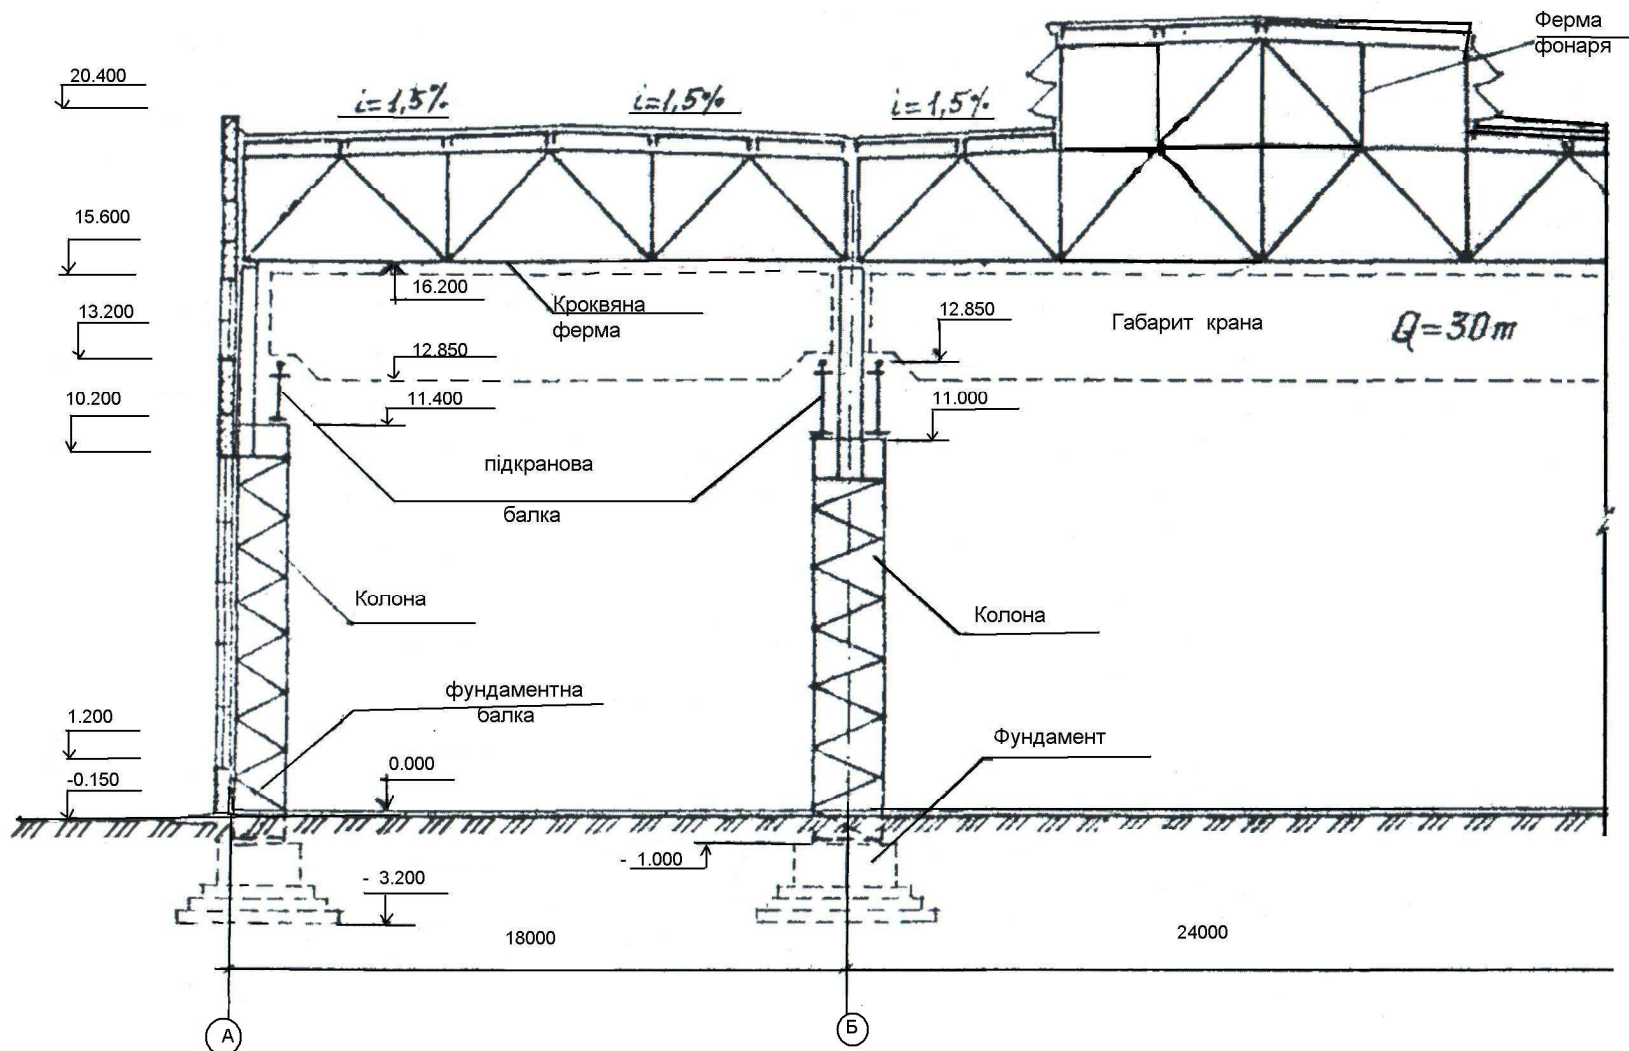 Ферма
фонаря
20.400
i=1,5%
i=1,5%
i=1,5%
15.600
16.200
Кроквяна
ферма
13.200
12.850
12.850
Габарит крана
Q=30т
10.200
11.400
11.000
підкранова
балка
Колона
Колона
фундаментна
балка
1.200
Фундамент
-0.150
0.000
- 1.000
- 3.200
18000
24000
А
Б